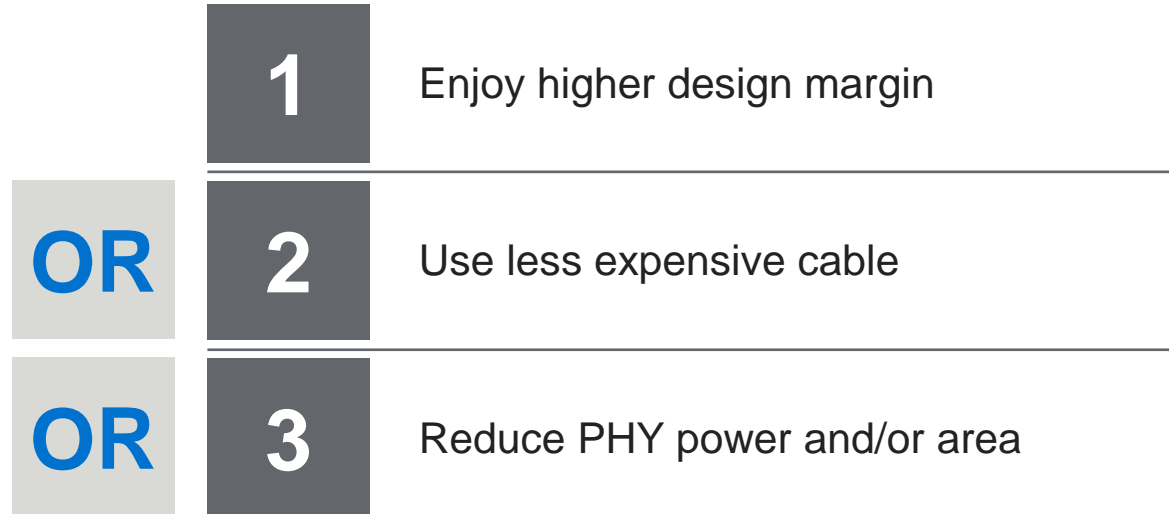 1 Enjoy higher design margin
OR 2 Use less expensive cable
OR 3 Reduce PHY power and/or area